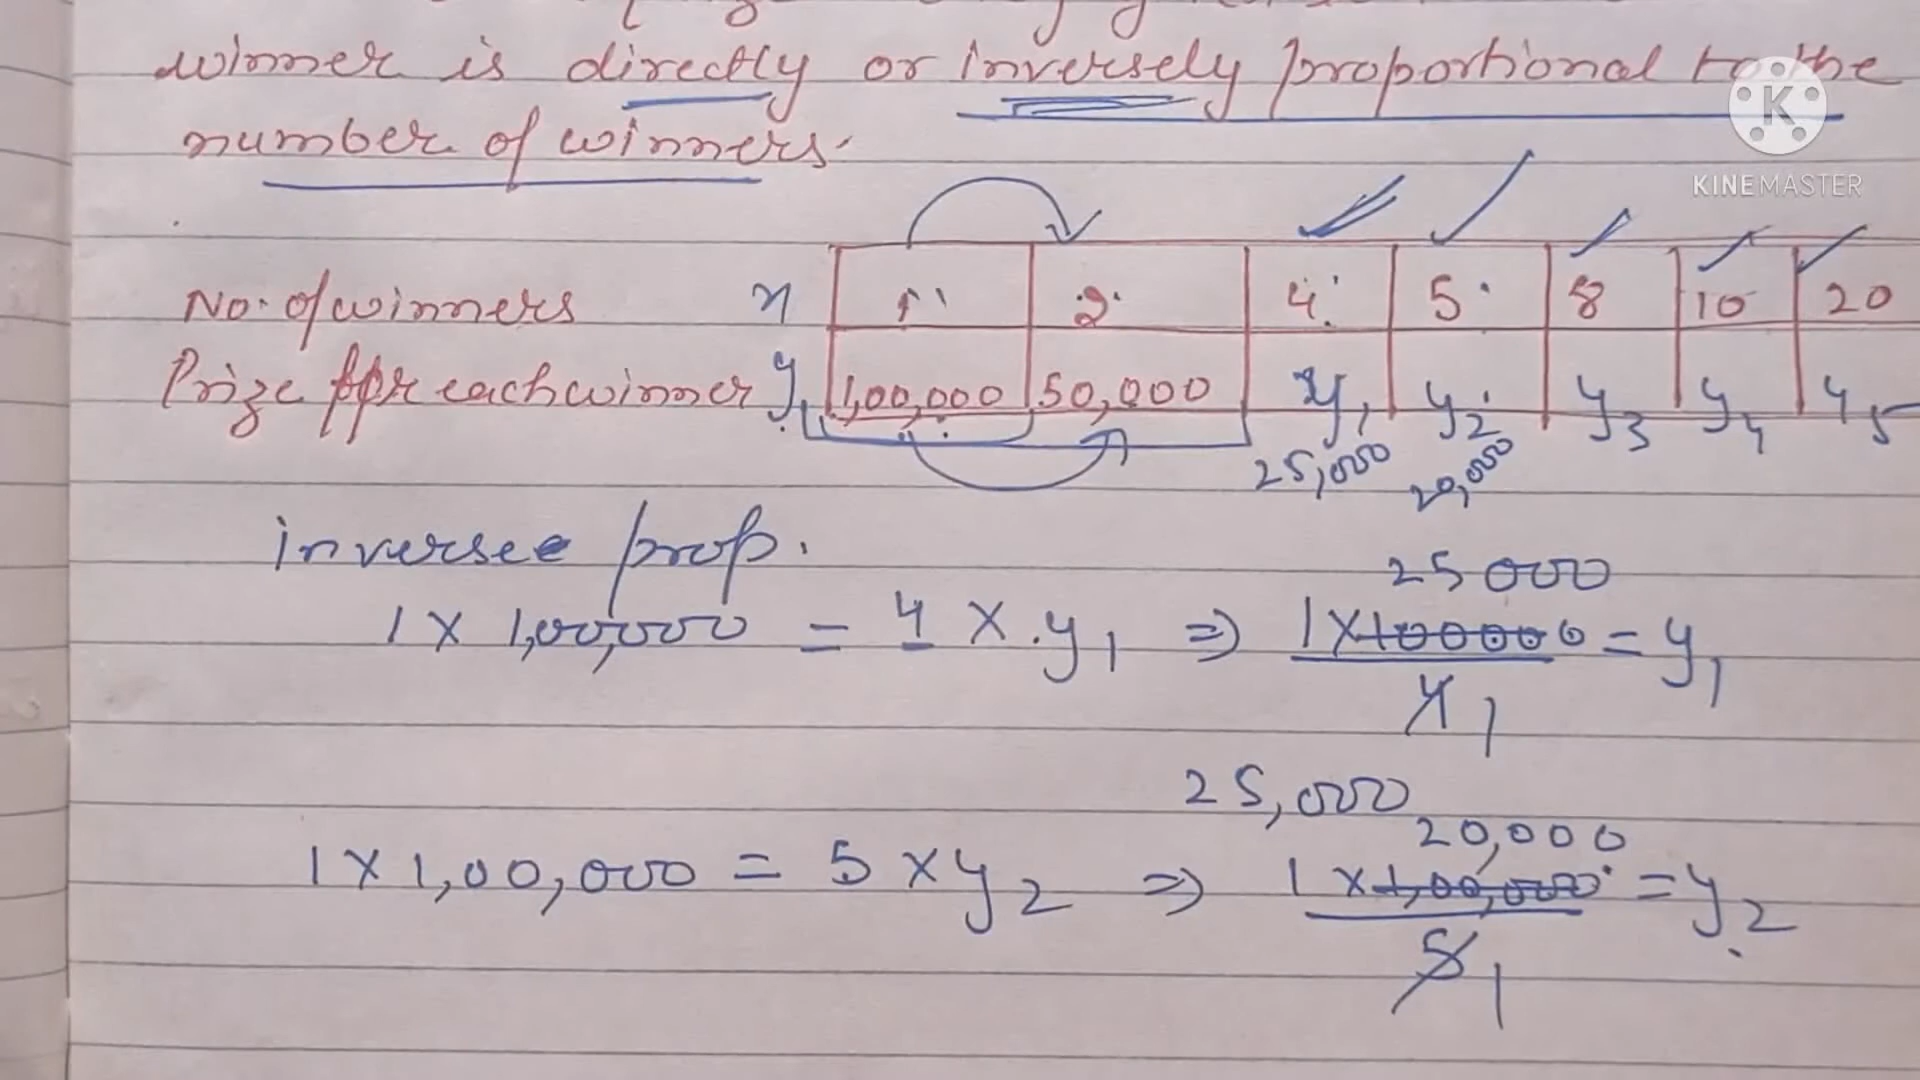 winner is directly or inversely proportional to the
KINEMASTER
number of winners.
No. of winners x 1 2 4 5 8 10 20
Prize for each winner y 1,00,000 50,000 y1 y2 y3 y4 y5
25,000 20,000
inverse prop.
25000
1 x 1,00,000 = 4 x y1 ⇒ 1x100000 = y1
4 1
25,000
20,000
1 x 1,00,000 = 5 x y2 ⇒ 1 x 1,00,000 = y2
5 1